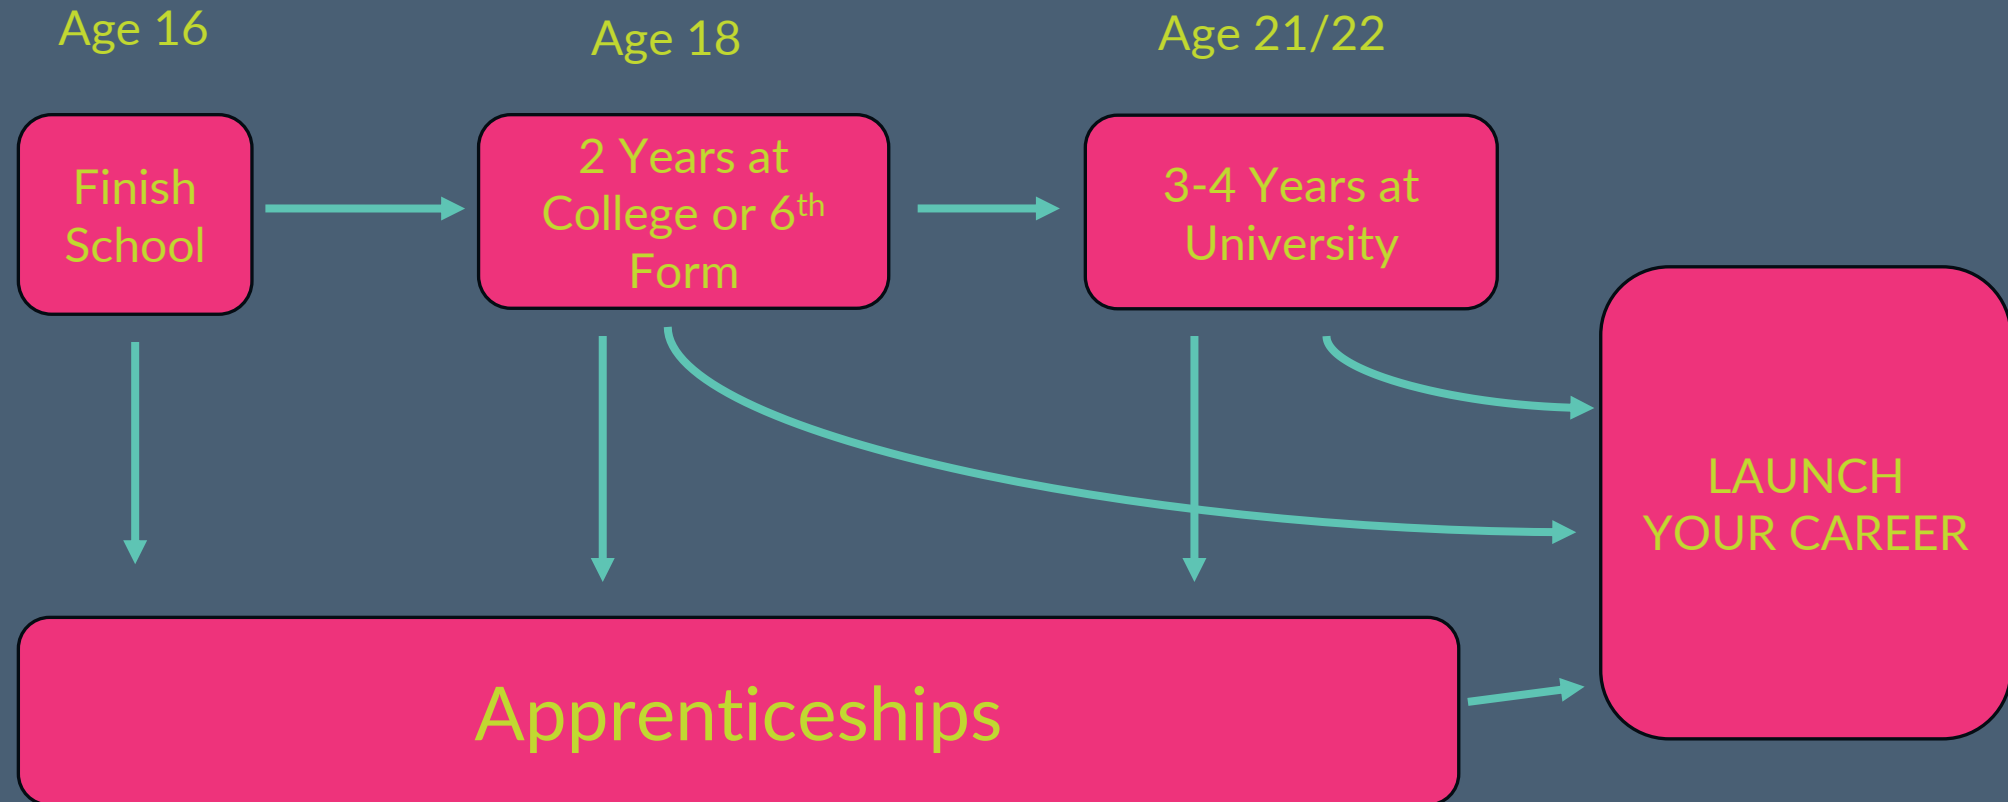 Age 16
Age 18
Age 21/22
Finish
School
2 Years at
College or 6th
Form
3-4 Years at
University
LAUNCH
YOUR CAREER
Apprenticeships